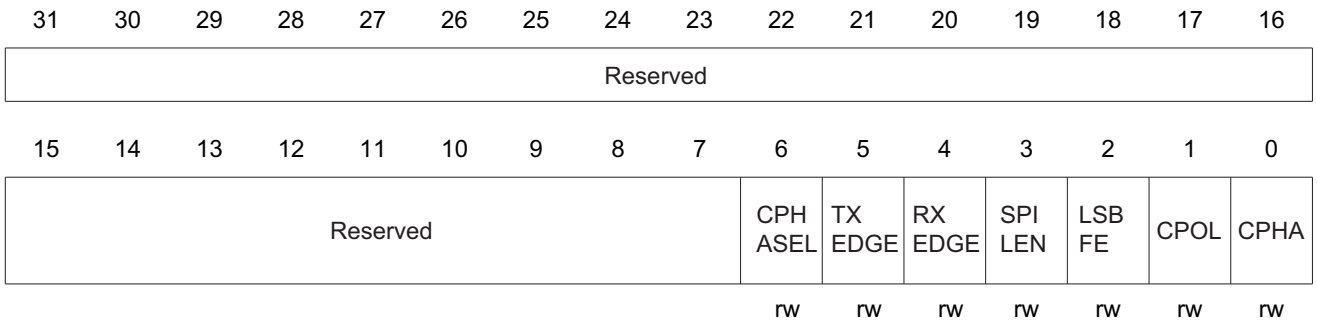 31 30 29 28 27 26 25 24 23 22 21 20 19 18 17 16
Reserved
15 14 13 12 11 10 9 8 7 6 5 4 3 2 1 0
Reserved CPH ASEL TX EDGE RX EDGE SPI LEN LSB FE CPOL CPHA
rw rw rw rw rw rw rw